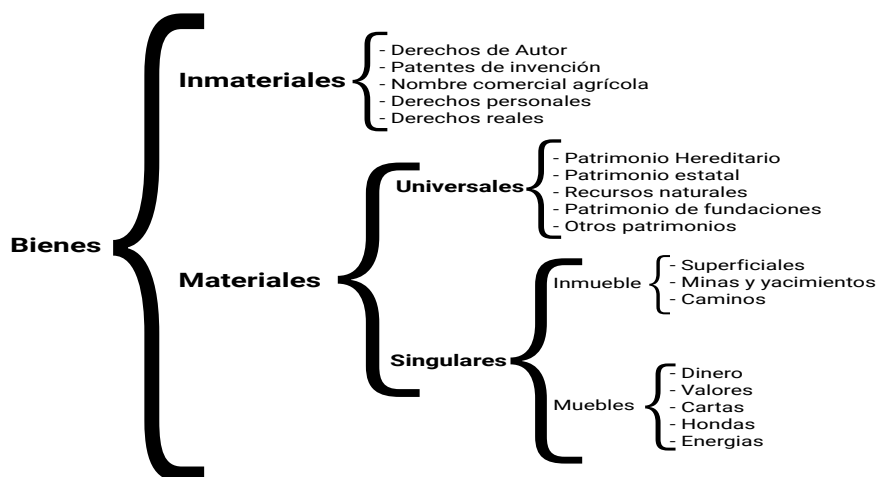 Bienes
Inmateriales
- Derechos de Autor
- Patentes de invención
- Nombre comercial agrícola
- Derechos personales
- Derechos reales
Materiales
Universales
- Patrimonio Hereditario
- Patrimonio estatal
- Recursos naturales
- Patrimonio de fundaciones
- Otros patrimonios
Singulares
Inmueble
- Superficiales
- Minas y yacimientos
- Caminos
Muebles
- Dinero
- Valores
- Cartas
- Hondas
- Energias